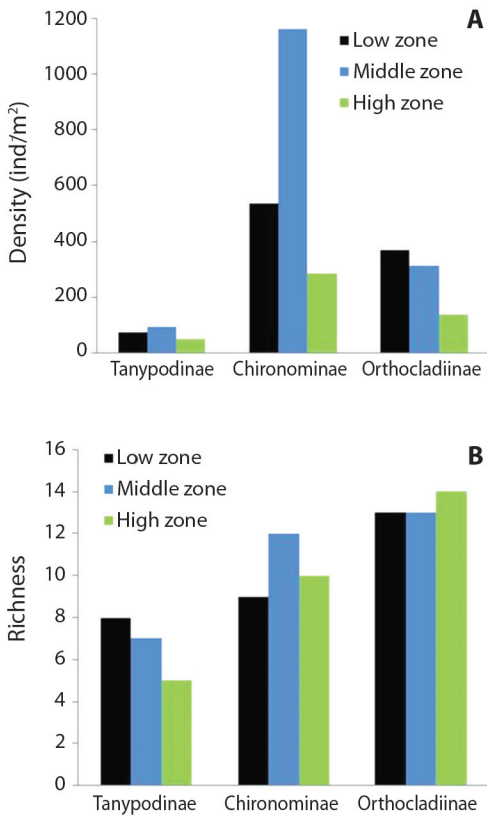 A
Density (ind/m²)
1200
1000
800
600
400
200
0
Low zone
Middle zone
High zone
Tanypodinae Chironominae Orthocladiinae
B
Richness
16
14
12
10
8
6
4
2
0
Low zone
Middle zone
High zone
Tanypodinae Chironominae Orthocladiinae